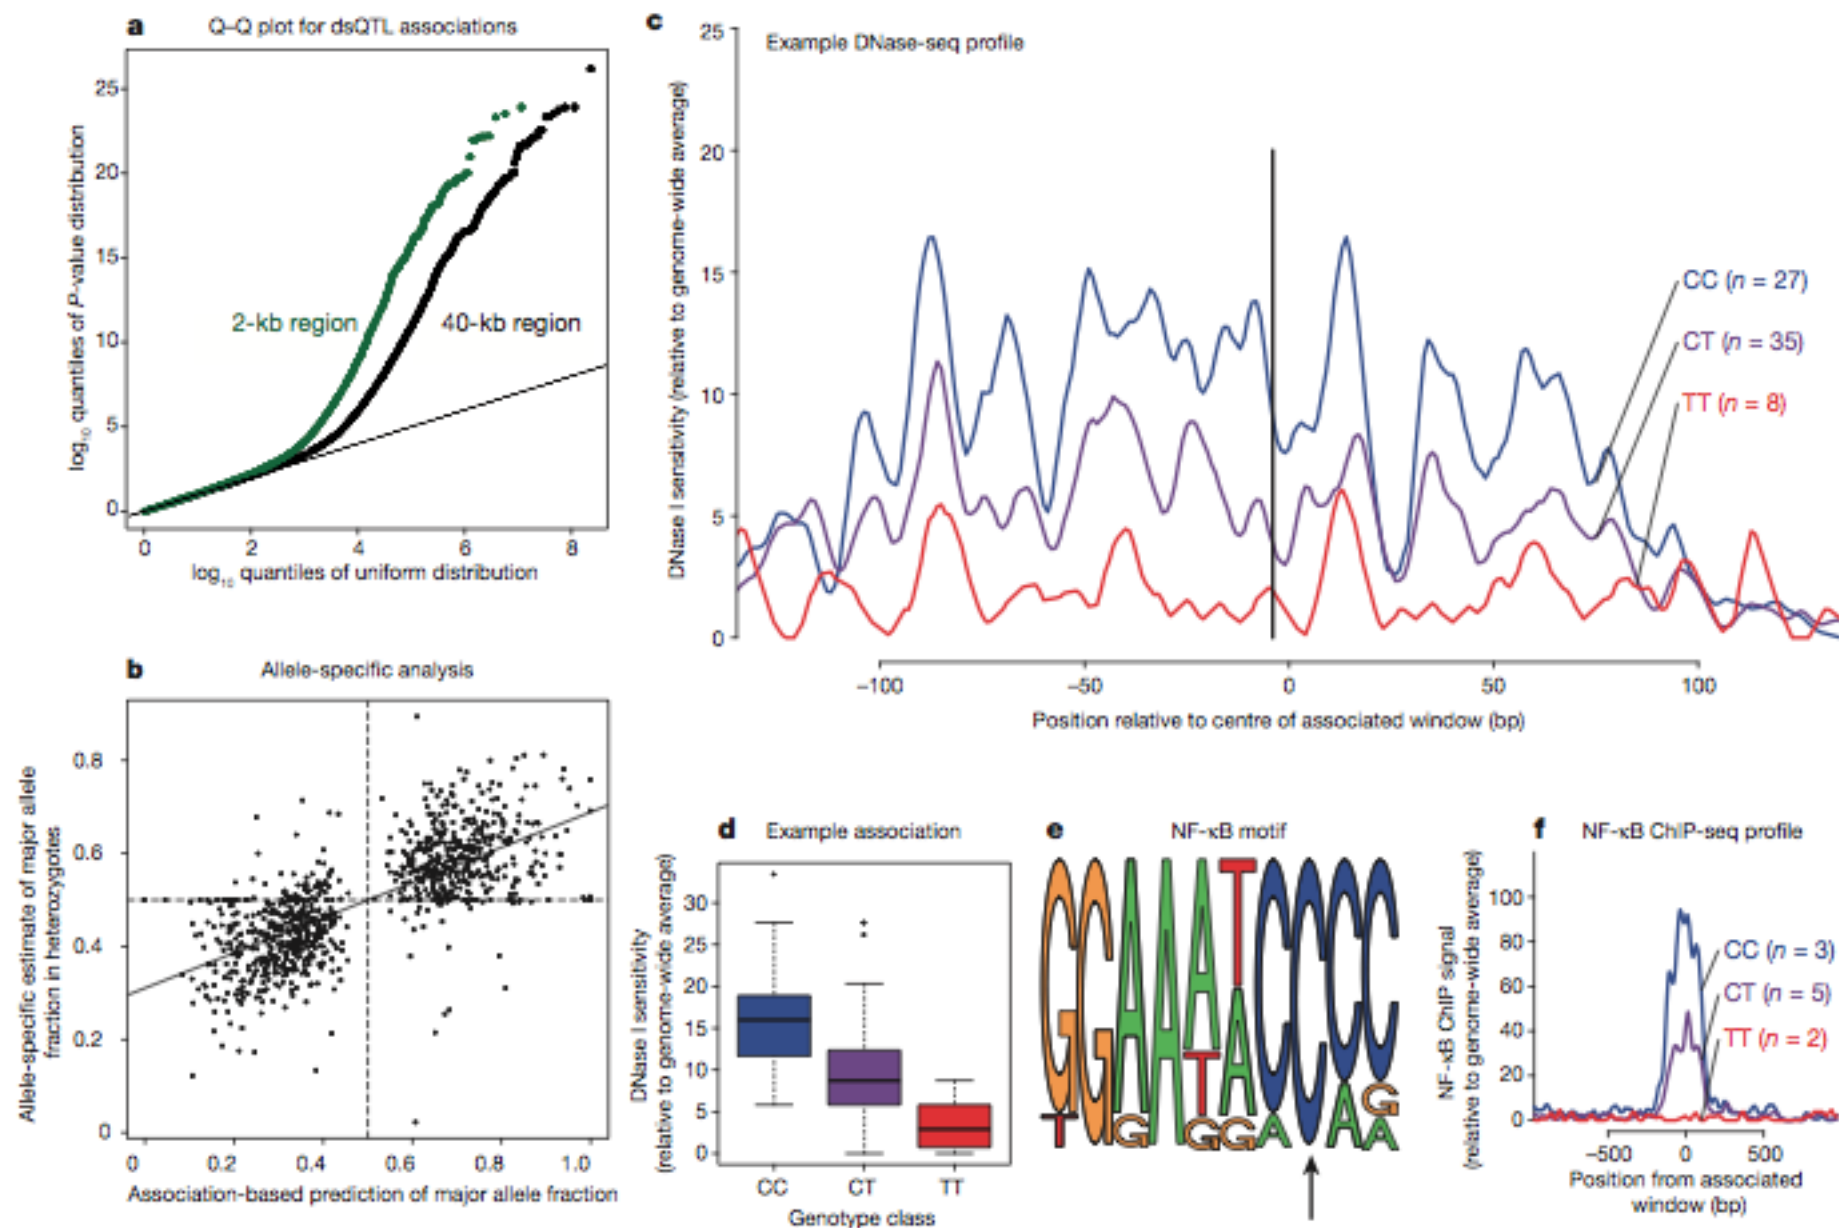 a Q–Q plot for dsQTL associations
log₁₀ quantiles of P-value distribution
25
20
15
10
5
0
2-kb region
40-kb region
0 2 4 6 8
log₁₀ quantiles of uniform distribution
b Allele-specific analysis
Allele-specific estimate of major allele
fraction in heterozygotes
0.8
0.6
0.4
0.2
0
0 0.2 0.4 0.6 0.8 1.0
Association-based prediction of major allele fraction
c Example DNase-seq profile
DNase I sensitivity (relative to genome-wide average)
25
20
15
10
5
0
CC (n = 27)
CT (n = 35)
TT (n = 8)
–100 –50 0 50 100
Position relative to centre of associated window (bp)
d Example association
DNase I sensitivity
(relative to genome-wide average)
30
25
20
15
10
5
0
CC CT TT
Genotype class
e NF-κB motif
G G A A A T C C C C
T G T A A A G
G G A
f NF-κB ChIP-seq profile
NF-κB ChIP signal
(relative to genome-wide average)
100
80
60
40
20
0
CC (n = 3)
CT (n = 5)
TT (n = 2)
–500 0 500
Position from associated
window (bp)